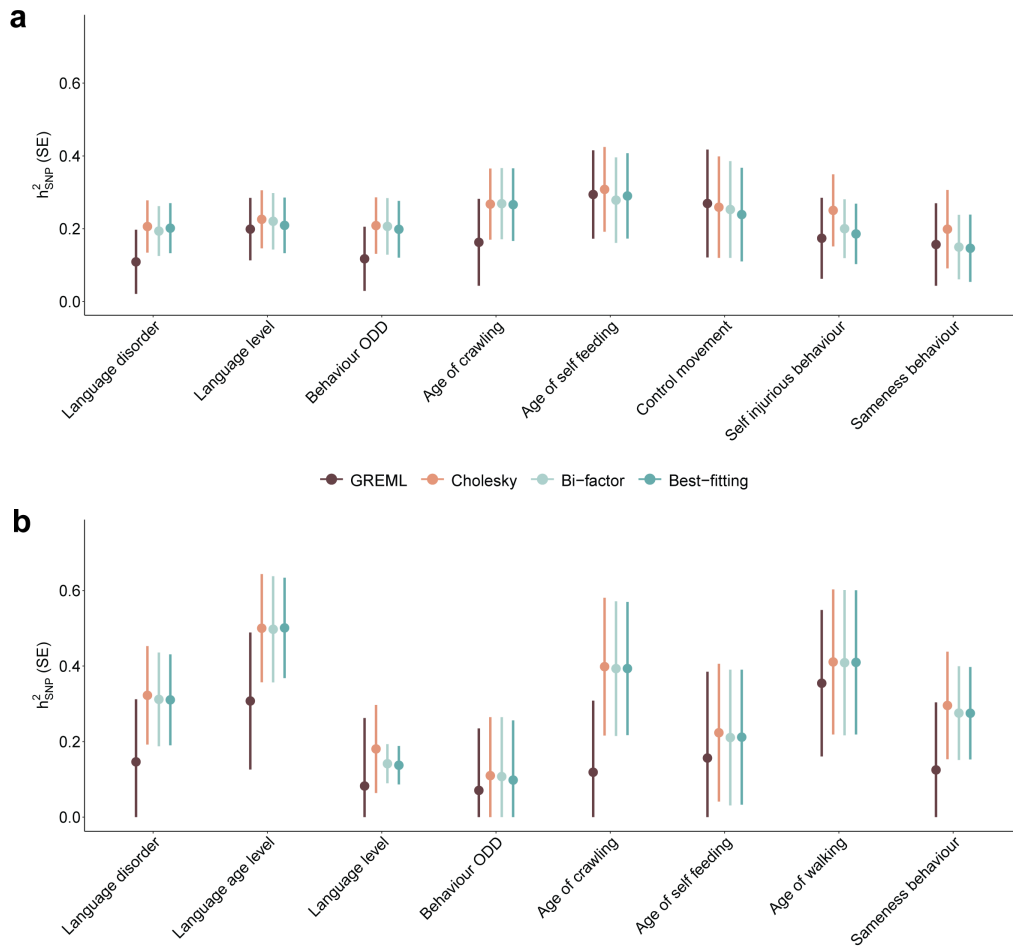 a
h²SNP (SE)
0.6
0.4
0.2
0.0
Language disorder
Language level
Behaviour ODD
Age of crawling
Age of self feeding
Control movement
Self injurious behaviour
Sameness behaviour
GREML Cholesky Bi−factor Best−fitting
b
h²SNP (SE)
0.6
0.4
0.2
0.0
Language disorder
Language age level
Language level
Behaviour ODD
Age of crawling
Age of self feeding
Age of walking
Sameness behaviour